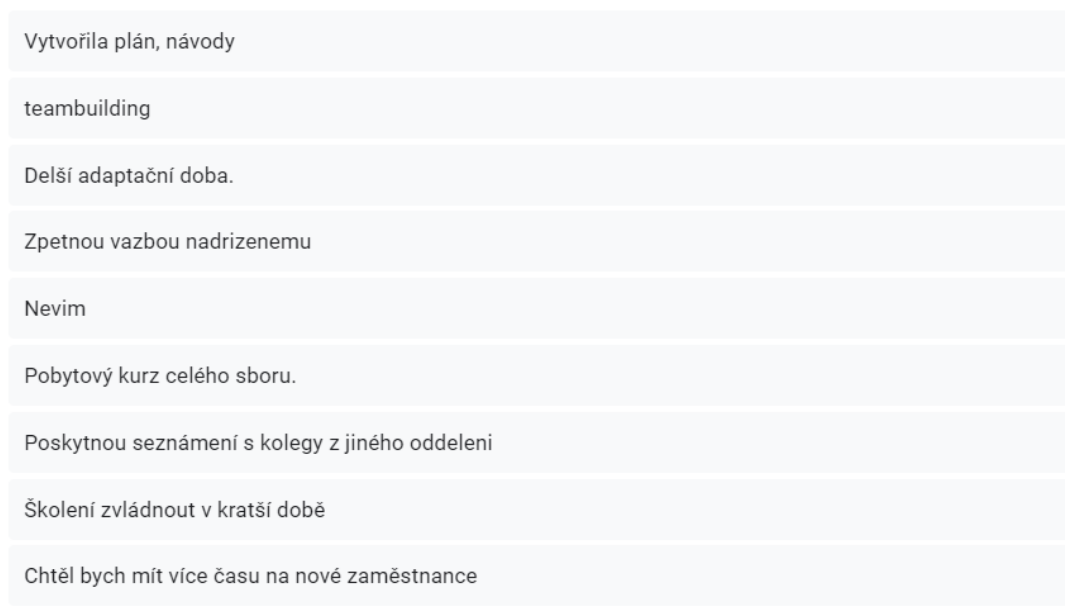 Vytvořila plán, návody
teambuilding
Delší adaptační doba.
Zpetnou vazbou nadrizenemu
Nevim
Pobytový kurz celého sboru.
Poskytnou seznámení s kolegy z jiného oddeleni
Školení zvládnout v kratší době
Chtěl bych mít více času na nové zaměstnance